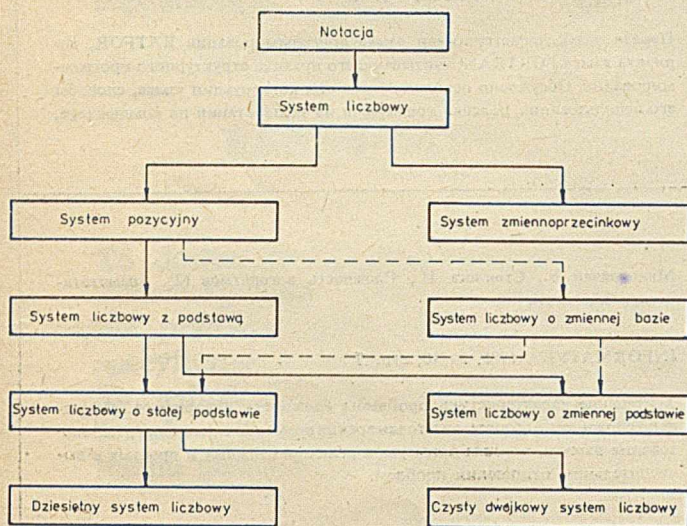 Notacja
System liczbowy
System pozycyjny
System zmiennoprzecinkowy
System liczbowy z podstawą
System liczbowy o zmiennej bazie
System liczbowy o stałej podstawie
System liczbowy o zmiennej podstawie
Dziesiętny system liczbowy
Czysty dwójkowy system liczbowy